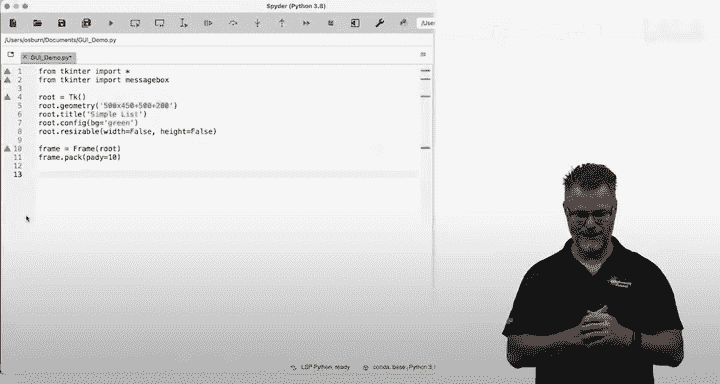 Spyder (Python 3.8)
/User
/Users/osburn/Documents/GUI_Demo.py
GUI_Demo.py*
1 from tkinter import *
2 from tkinter import messagebox
3
4 root = Tk()
5 root.geometry('500x450+500+200')
6 root.title('Simple List')
7 root.config(bg='green')
8 root.resizable(width=False, height=False)
9
10 frame = Frame(root)
11 frame.pack(pady=10)
12
13
LSP Python: ready conda: base (Python 3.